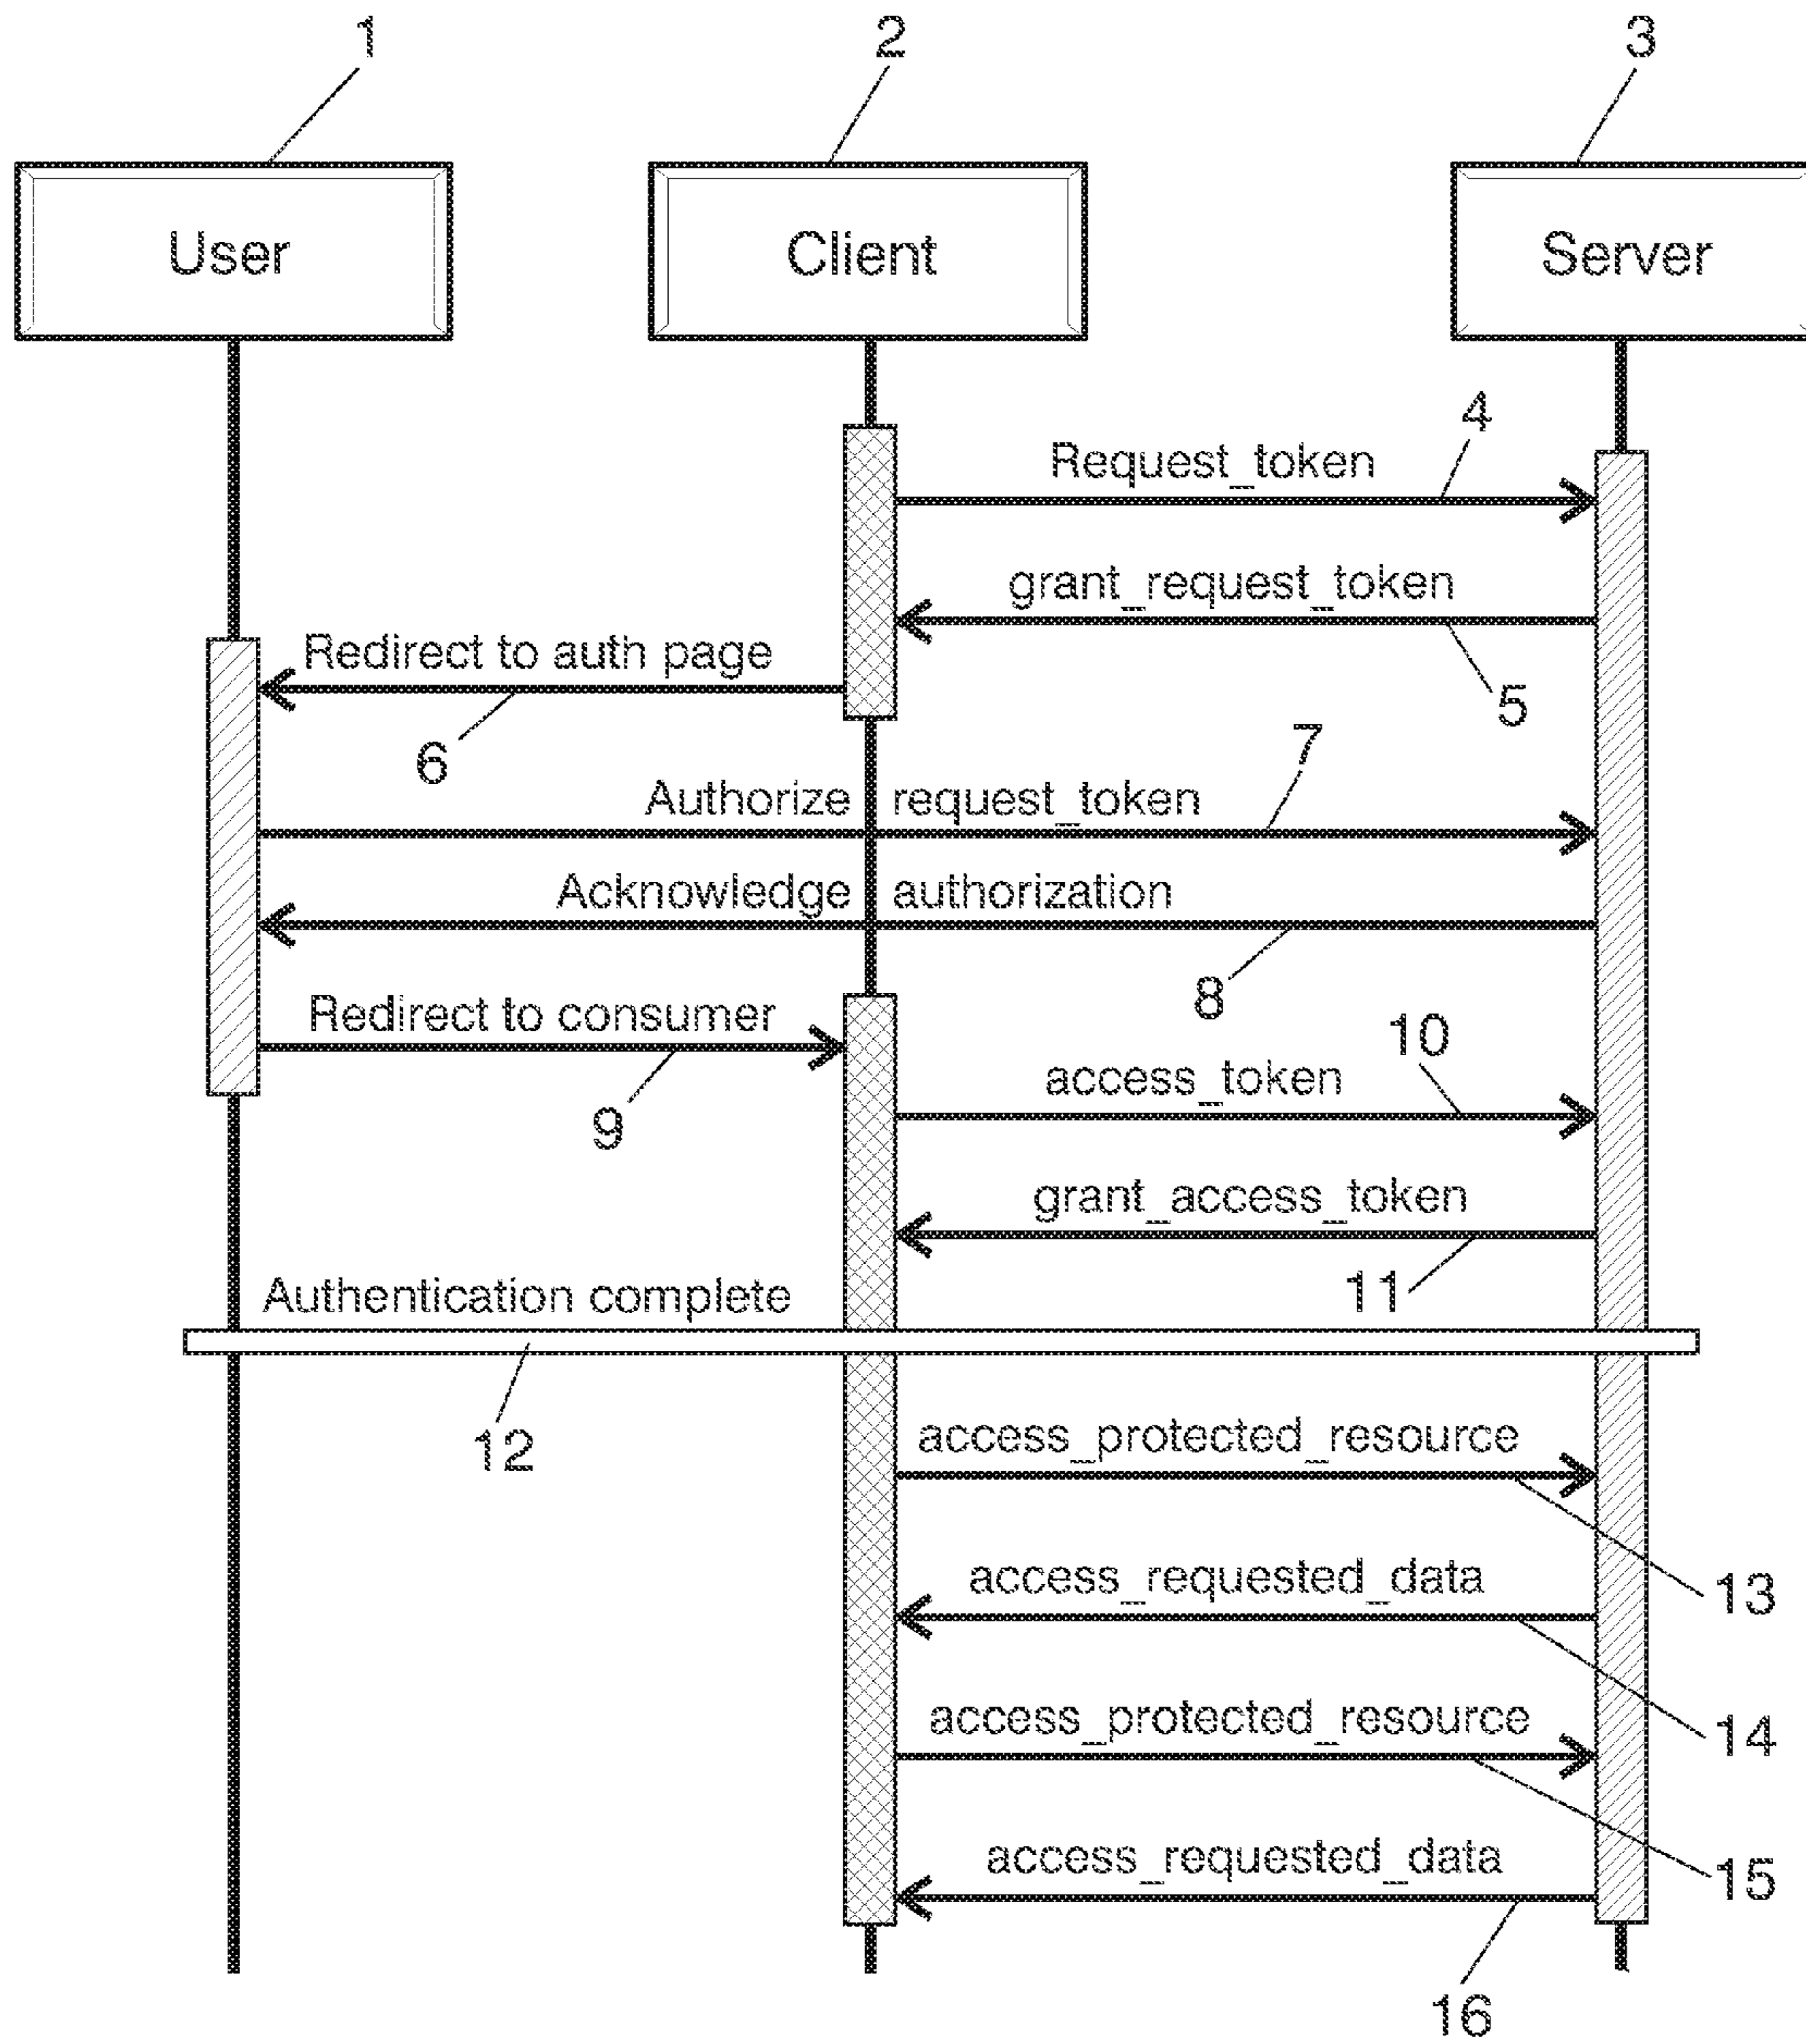 1 2 3
User Client Server
4
Request_token
grant_request_token
5
Redirect to auth page
6
7
Authorize request_token
Acknowledge authorization
8
Redirect to consumer
9
10
access_token
grant_access_token
11
Authentication complete
12
access_protected_resource
13
access_requested_data
14
access_protected_resource
15
access_requested_data
16